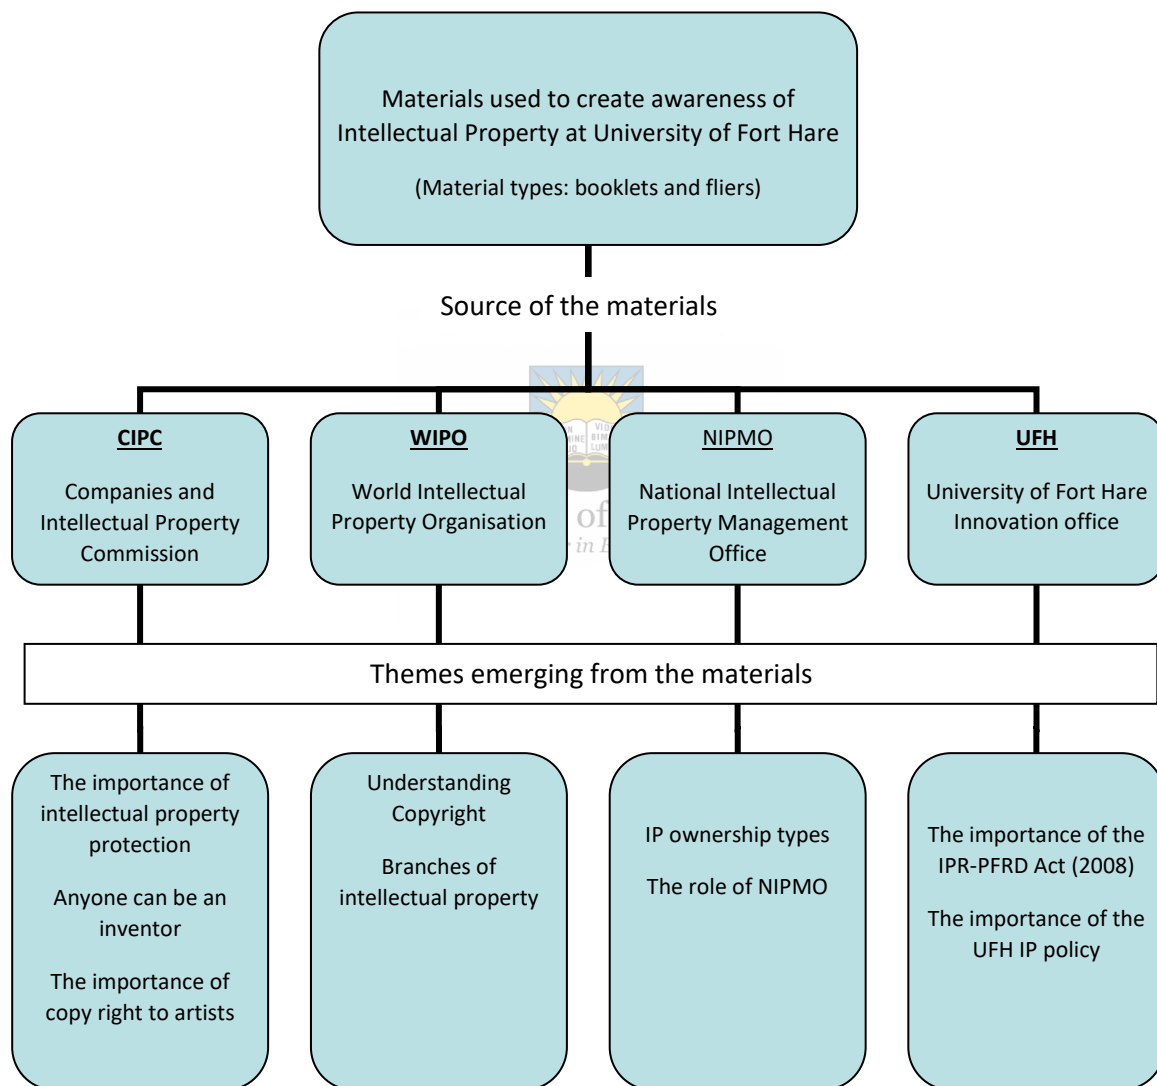 Materials used to create awareness of
Intellectual Property at University of Fort Hare
(Material types: booklets and fliers)
Source of the materials
CIPC
Companies and
Intellectual Property
Commission
WIPO
World Intellectual
Property Organisation
NIPMO
National Intellectual
Property Management
Office
UFH
University of Fort Hare
Innovation office
VID
BIM
LUM
of
in
Themes emerging from the materials
The importance of
intellectual property
protection
Anyone can be an
inventor
The importance of
copy right to artists
Understanding
Copyright
Branches of
intellectual property
IP ownership types
The role of NIPMO
The importance of the
IPR-PFRD Act (2008)
The importance of the
UFH IP policy